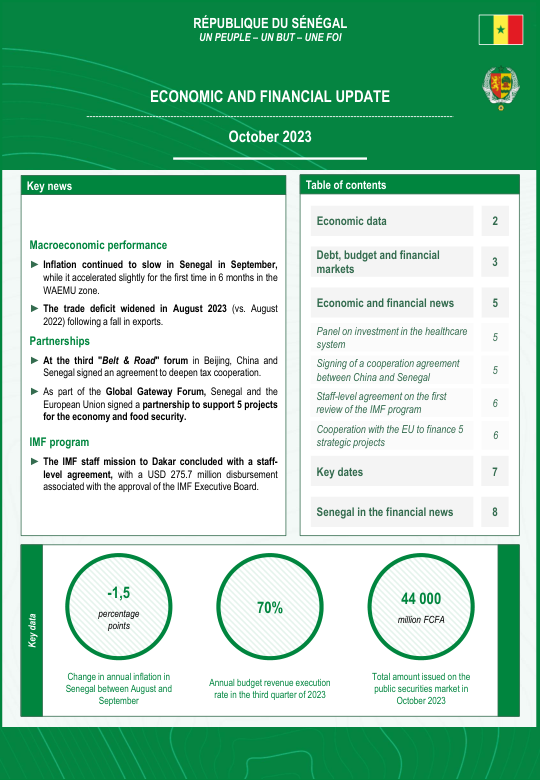 RÉPUBLIQUE DU SÉNÉGAL
UN PEUPLE – UN BUT – UNE FOI
ECONOMIC AND FINANCIAL UPDATE
October 2023
Key news
Macroeconomic performance
► Inflation continued to slow in Senegal in September,
while it accelerated slightly for the first time in 6 months in the
WAEMU zone.
► The trade deficit widened in August 2023 (vs. August
2022) following a fall in exports.
Partnerships
► At the third "Belt & Road" forum in Beijing, China and
Senegal signed an agreement to deepen tax cooperation.
► As part of the Global Gateway Forum, Senegal and the
European Union signed a partnership to support 5 projects
for the economy and food security.
IMF program
► The IMF staff mission to Dakar concluded with a staff-
level agreement, with a USD 275.7 million disbursement
associated with the approval of the IMF Executive Board.
Table of contents
Economic data 2
Debt, budget and financial
markets 3
Economic and financial news 5
Panel on investment in the healthcare
system 5
Signing of a cooperation agreement
between China and Senegal 5
Staff-level agreement on the first
review of the IMF program 6
Cooperation with the EU to finance 5
strategic projects 6
Key dates 7
Senegal in the financial news 8
Key data
-1,5
percentage
points
Change in annual inflation in
Senegal between August and
September
70%
Annual budget revenue execution
rate in the third quarter of 2023
44 000
million FCFA
Total amount issued on the
public securities market in
October 2023